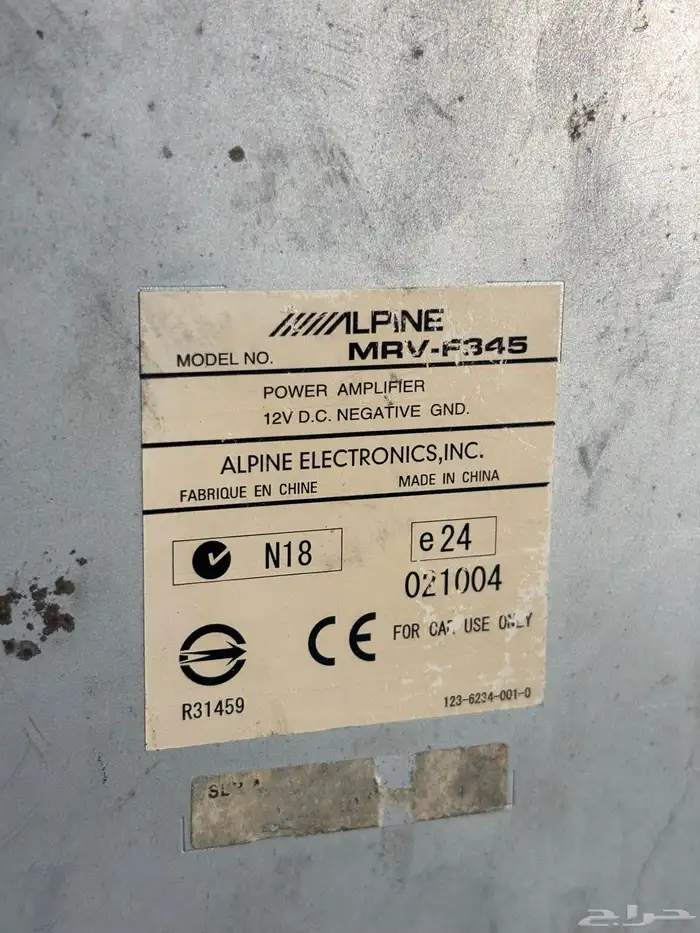 ALPINE
MODEL NO. MRV-F345
POWER AMPLIFIER
12V D.C. NEGATIVE GND.
ALPINE ELECTRONICS,INC.
FABRIQUE EN CHINE MADE IN CHINA
N18 e24
021004
CE FOR CAR USE ONLY
R31459 123-6234-001-0
حراج